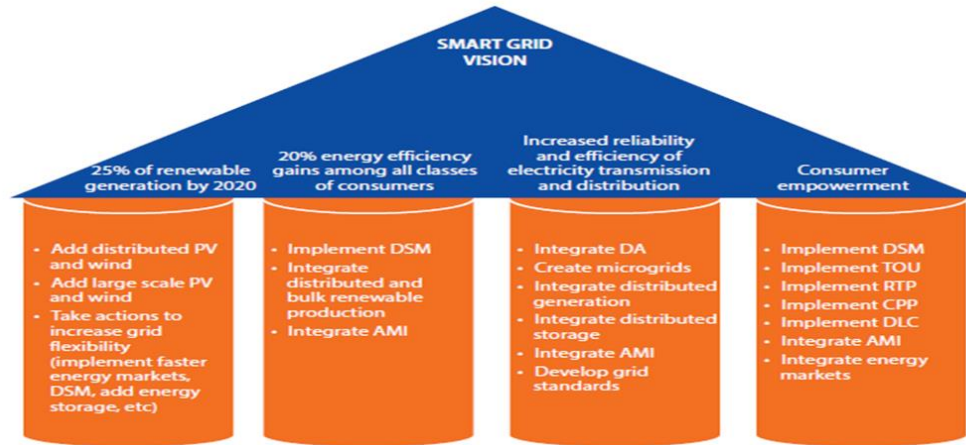 SMART GRID
VISION
25% of renewable
generation by 2020
20% energy efficiency
gains among all classes
of consumers
Increased reliability
and efficiency of
electricity transmission
and distribution
Consumer
empowerment
• Add distributed PV
and wind
• Add large scale PV
and wind
• Take actions to
increase grid
flexibility
(implement faster
energy markets,
DSM, add energy
storage, etc)
• Implement DSM
• Integrate
distributed and
bulk renewable
production
• Integrate AMI
• Integrate DA
• Create microgrids
• Integrate distributed
generation
• Integrate distributed
storage
• Integrate AMI
• Develop grid
standards
• Implement DSM
• Implement TOU
• Implement RTP
• Implement CPP
• Implement DLC
• Integrate AMI
• Integrate energy
markets